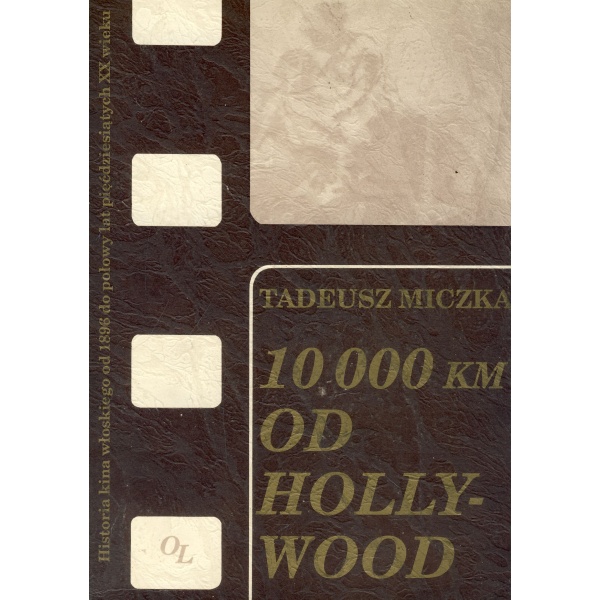 Historia kina włoskiego od 1896 do połowy lat pięćdziesiątych XX wieku
TADEUSZ MICZKA
10 000 KM
OD
HOLLY-
WOOD
OL